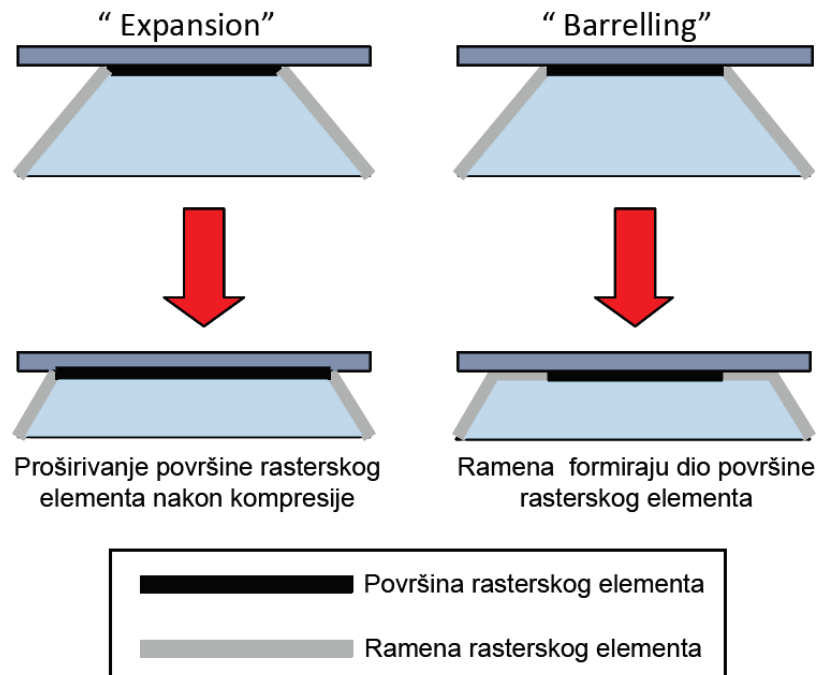 “ Expansion”
“ Barrelling”
Proširivanje površine rasterskog
elementa nakon kompresije
Ramena formiraju dio površine
rasterskog elementa
Površina rasterskog elementa
Ramena rasterskog elementa